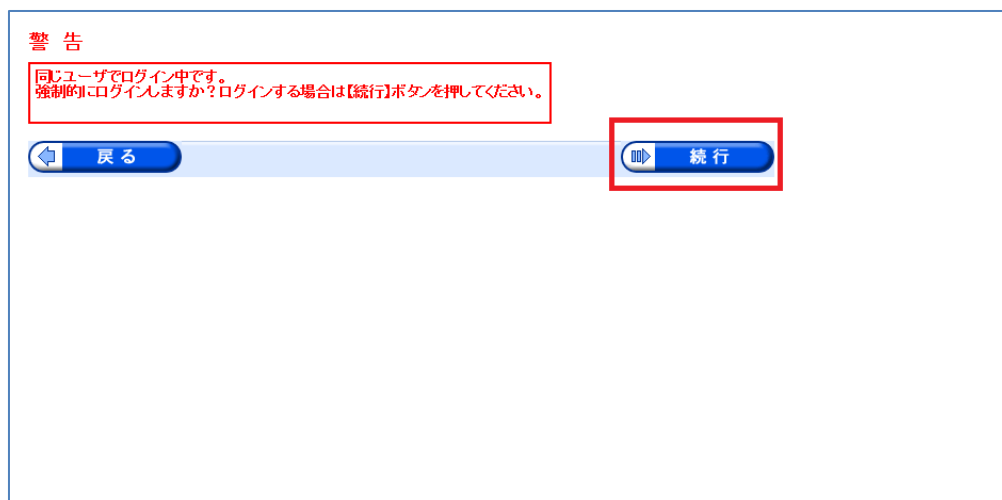 警 告
同じユーザでログイン中です。
強制的にログインしますか？ログインする場合は【続行】ボタンを押してください。
戻る
続行